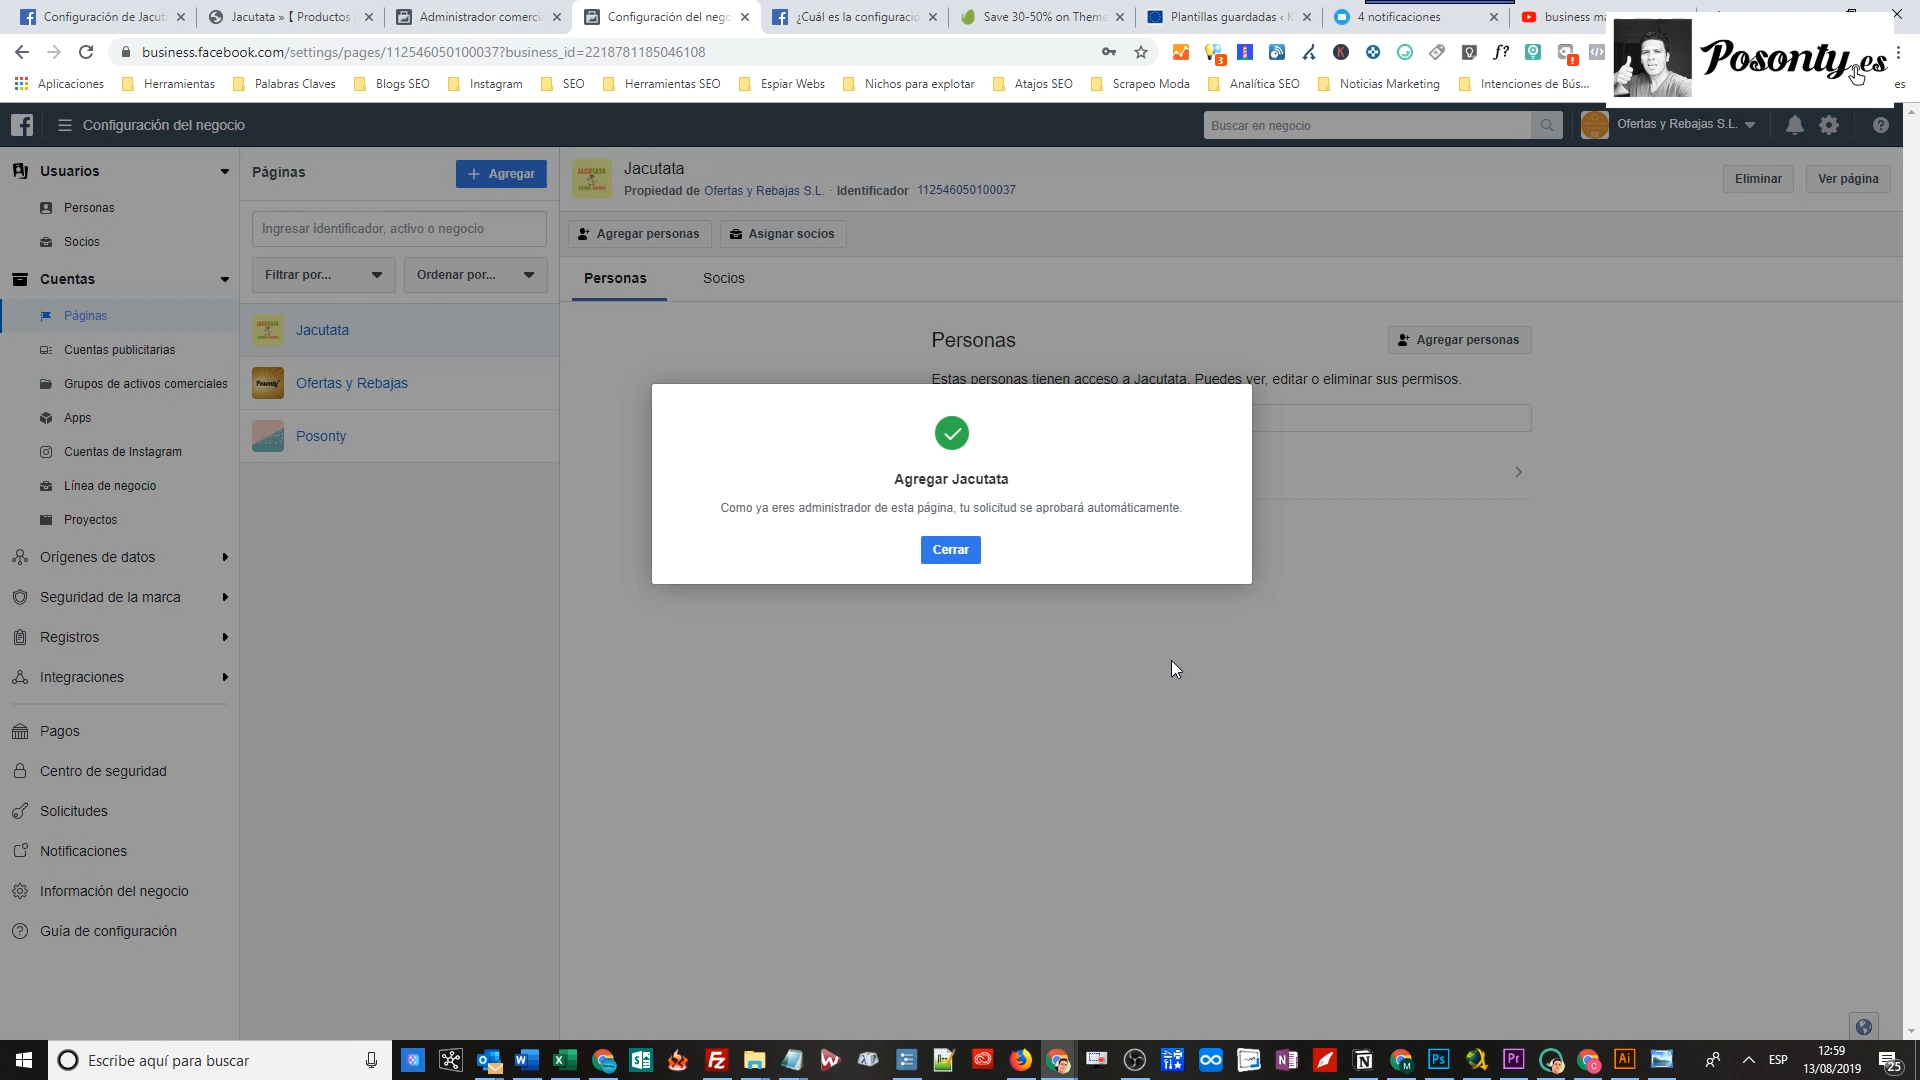 Configuración de Jacut
Jacutata » 【 Productos
Administrador comercia
Configuración del nego
¿Cuál es la configuració
Save 30-50% on Theme
Plantillas guardadas ‹ K
4 notificaciones
business ma
business.facebook.com/settings/pages/112546050100037?business_id=2218781185046108
Posonty.es
Aplicaciones
Herramientas
Palabras Claves
Blogs SEO
Instagram
SEO
Herramientas SEO
Espiar Webs
Nichos para explotar
Atajos SEO
Scrapeo Moda
Analítica SEO
Noticias Marketing
Intenciones de Bús...
Configuración del negocio
Buscar en negocio
Ofertas y Rebajas S.L.
Usuarios
Personas
Socios
Cuentas
Páginas
Cuentas publicitarias
Grupos de activos comerciales
Apps
Cuentas de Instagram
Línea de negocio
Proyectos
Orígenes de datos
Seguridad de la marca
Registros
Integraciones
Pagos
Centro de seguridad
Solicitudes
Notificaciones
Información del negocio
Guía de configuración
Páginas
+ Agregar
Ingresar identificador, activo o negocio
Filtrar por...
Ordenar por...
Jacutata
Ofertas y Rebajas
Posonty
Jacutata
Propiedad de Ofertas y Rebajas S.L. · Identificador 112546050100037
Eliminar
Ver página
Agregar personas
Asignar socios
Personas
Socios
Personas
Agregar personas
Estas personas tienen acceso a Jacutata. Puedes ver, editar o eliminar sus permisos.
Agregar Jacutata
Como ya eres administrador de esta página, tu solicitud se aprobará automáticamente.
Cerrar
Escribe aquí para buscar
ESP
12:59
13/08/2019
25